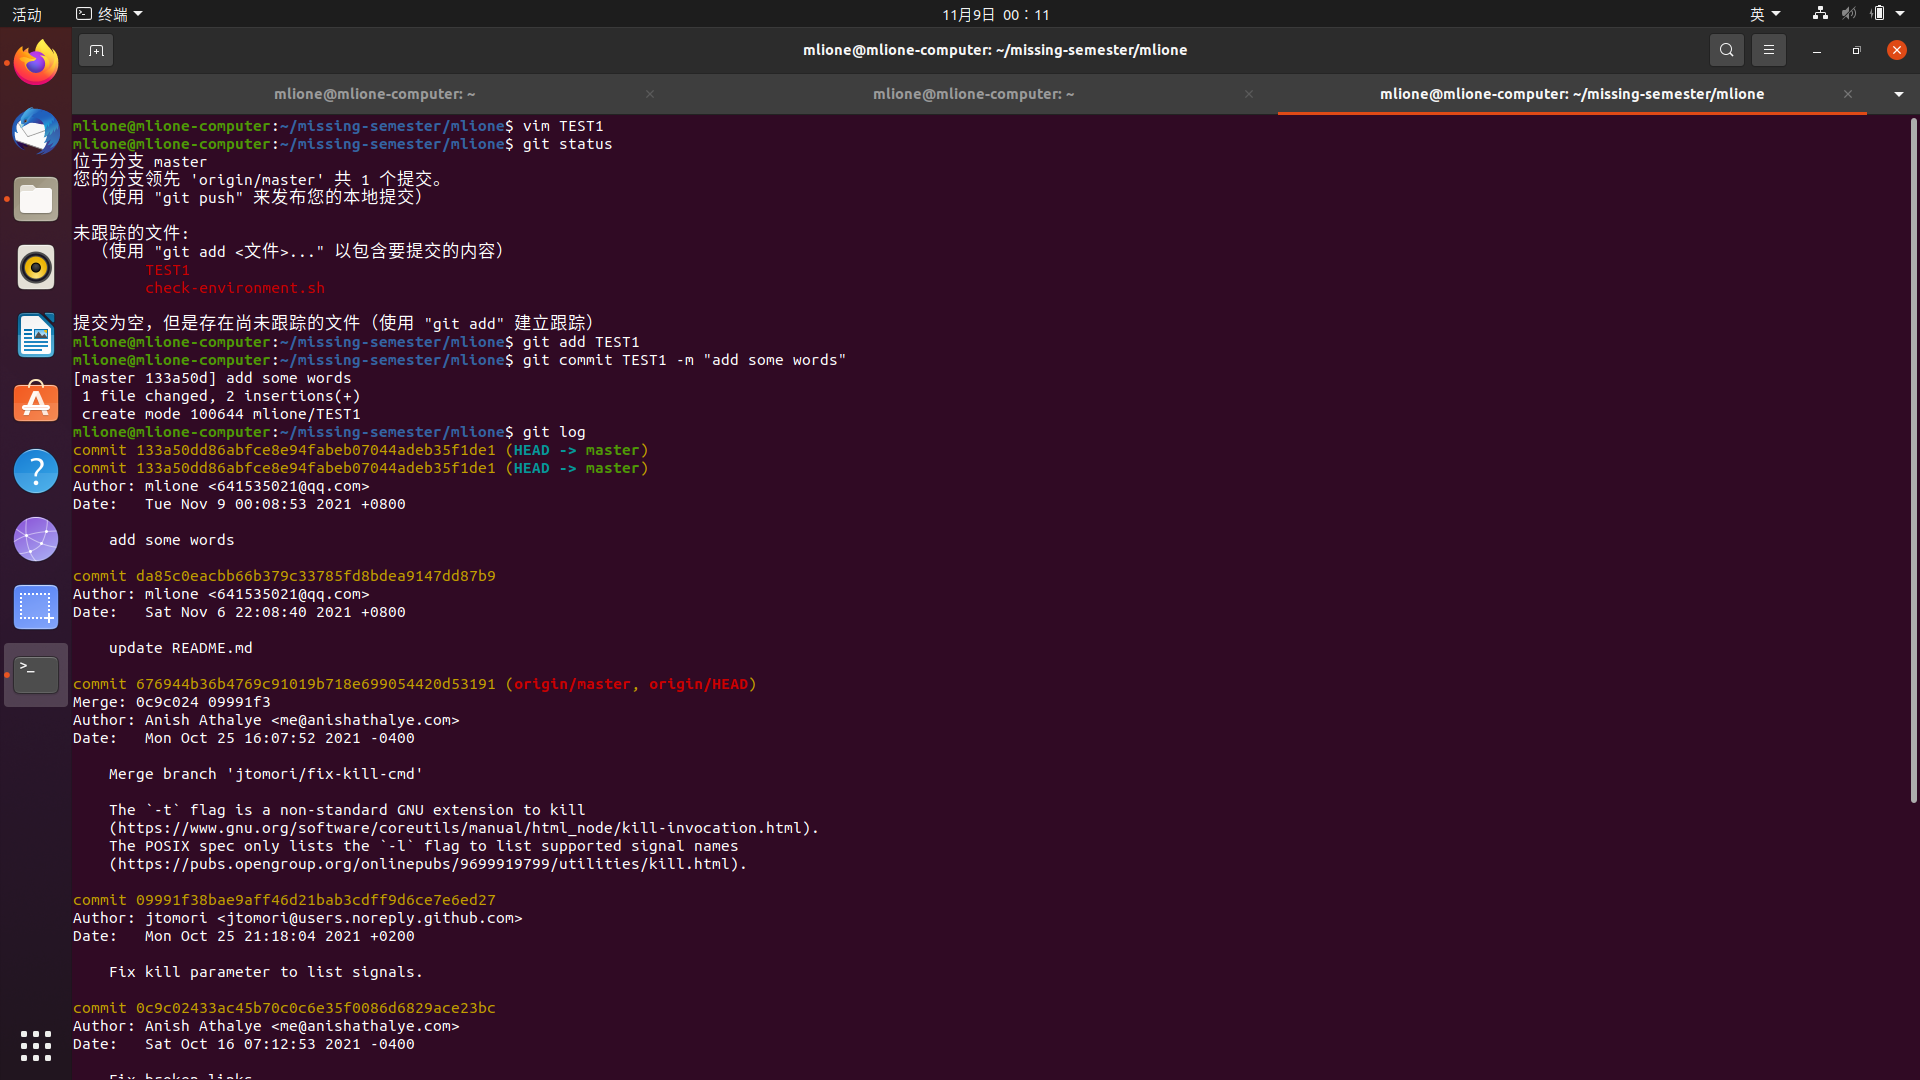 活动
终端
11月9日 00：11
英
mlione@mlione-computer: ~/missing-semester/mlione
mlione@mlione-computer: ~
mlione@mlione-computer: ~
mlione@mlione-computer: ~/missing-semester/mlione
mlione@mlione-computer:~/missing-semester/mlione$ vim TEST1
mlione@mlione-computer:~/missing-semester/mlione$ git status
位于分支 master
您的分支领先 'origin/master' 共 1 个提交。
（使用 "git push" 来发布您的本地提交）
未跟踪的文件:
（使用 "git add <文件>..." 以包含要提交的内容）
TEST1
check-environment.sh
提交为空，但是存在尚未跟踪的文件（使用 "git add" 建立跟踪）
mlione@mlione-computer:~/missing-semester/mlione$ git add TEST1
mlione@mlione-computer:~/missing-semester/mlione$ git commit TEST1 -m "add some words"
[master 133a50d] add some words
1 file changed, 2 insertions(+)
create mode 100644 mlione/TEST1
mlione@mlione-computer:~/missing-semester/mlione$ git log
commit 133a50dd86abfce8e94fabeb07044adeb35f1de1 (HEAD -> master)
commit 133a50dd86abfce8e94fabeb07044adeb35f1de1 (HEAD -> master)
Author: mlione <641535021@qq.com>
Date:   Tue Nov 9 00:08:53 2021 +0800
add some words
commit da85c0eacbb66b379c33785fd8bdea9147dd87b9
Author: mlione <641535021@qq.com>
Date:   Sat Nov 6 22:08:40 2021 +0800
update README.md
commit 676944b36b4769c91019b718e699054420d53191 (origin/master, origin/HEAD)
Merge: 0c9c024 09991f3
Author: Anish Athalye <me@anishathalye.com>
Date:   Mon Oct 25 16:07:52 2021 -0400
Merge branch 'jtomori/fix-kill-cmd'
The `-t` flag is a non-standard GNU extension to kill
(https://www.gnu.org/software/coreutils/manual/html_node/kill-invocation.html).
The POSIX spec only lists the `-l` flag to list supported signal names
(https://pubs.opengroup.org/onlinepubs/9699919799/utilities/kill.html).
commit 09991f38bae9aff46d21bab3cdff9d6ce7e6ed27
Author: jtomori <jtomori@users.noreply.github.com>
Date:   Mon Oct 25 21:18:04 2021 +0200
Fix kill parameter to list signals.
commit 0c9c02433ac45b70c0c6e35f0086d6829ace23bc
Author: Anish Athalye <me@anishathalye.com>
Date:   Sat Oct 16 07:12:53 2021 -0400
Fix broken links